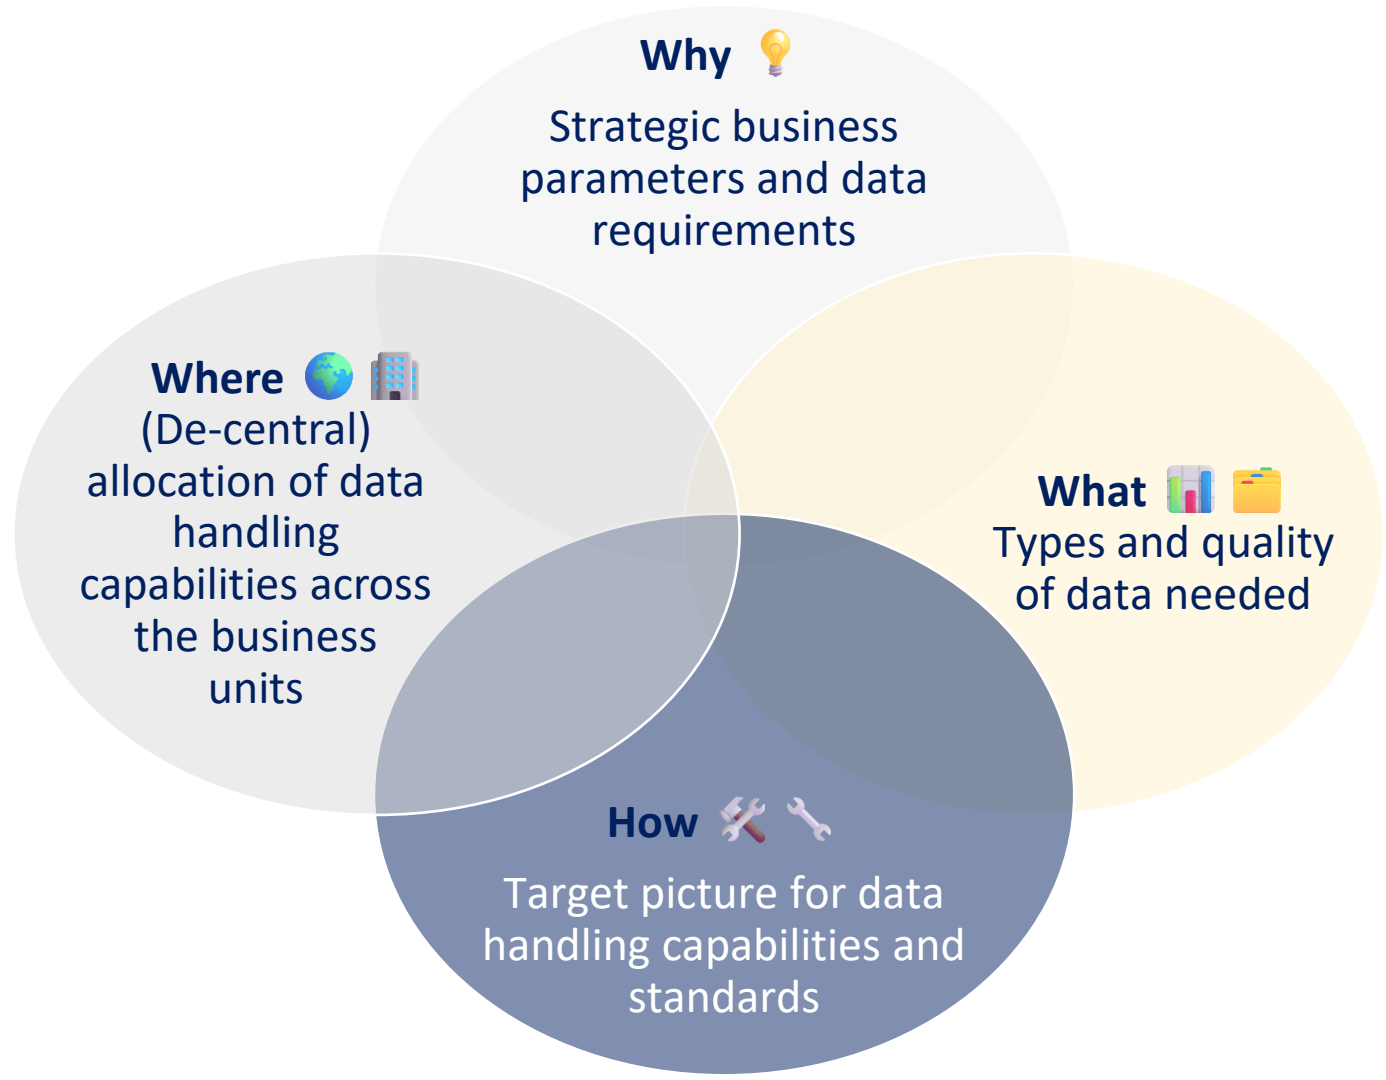 Why
Strategic business
parameters and data
requirements
Where
(De-central)
allocation of data
handling
capabilities across
the business
units
What
Types and quality
of data needed
How
Target picture for data
handling capabilities and
standards